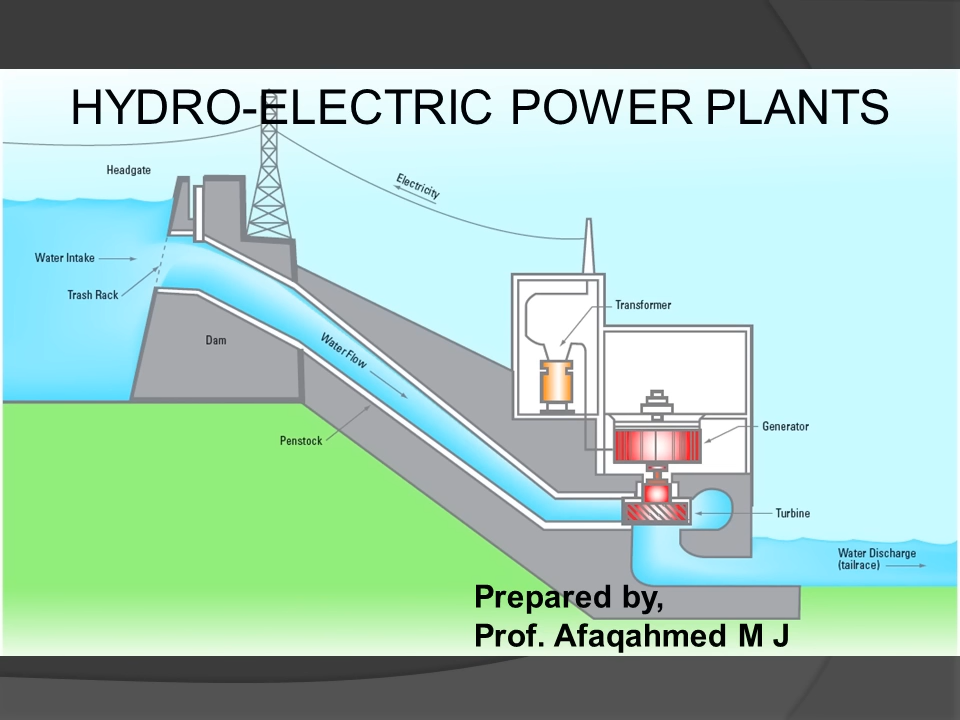 HYDRO-ELECTRIC POWER PLANTS
Headgate
Electricity
Water Intake
Trash Rack
Transformer
Dam
Water Flow
Penstock
Generator
Turbine
Water Discharge
(tailrace)
Prepared by,
Prof. Afaqahmed M J